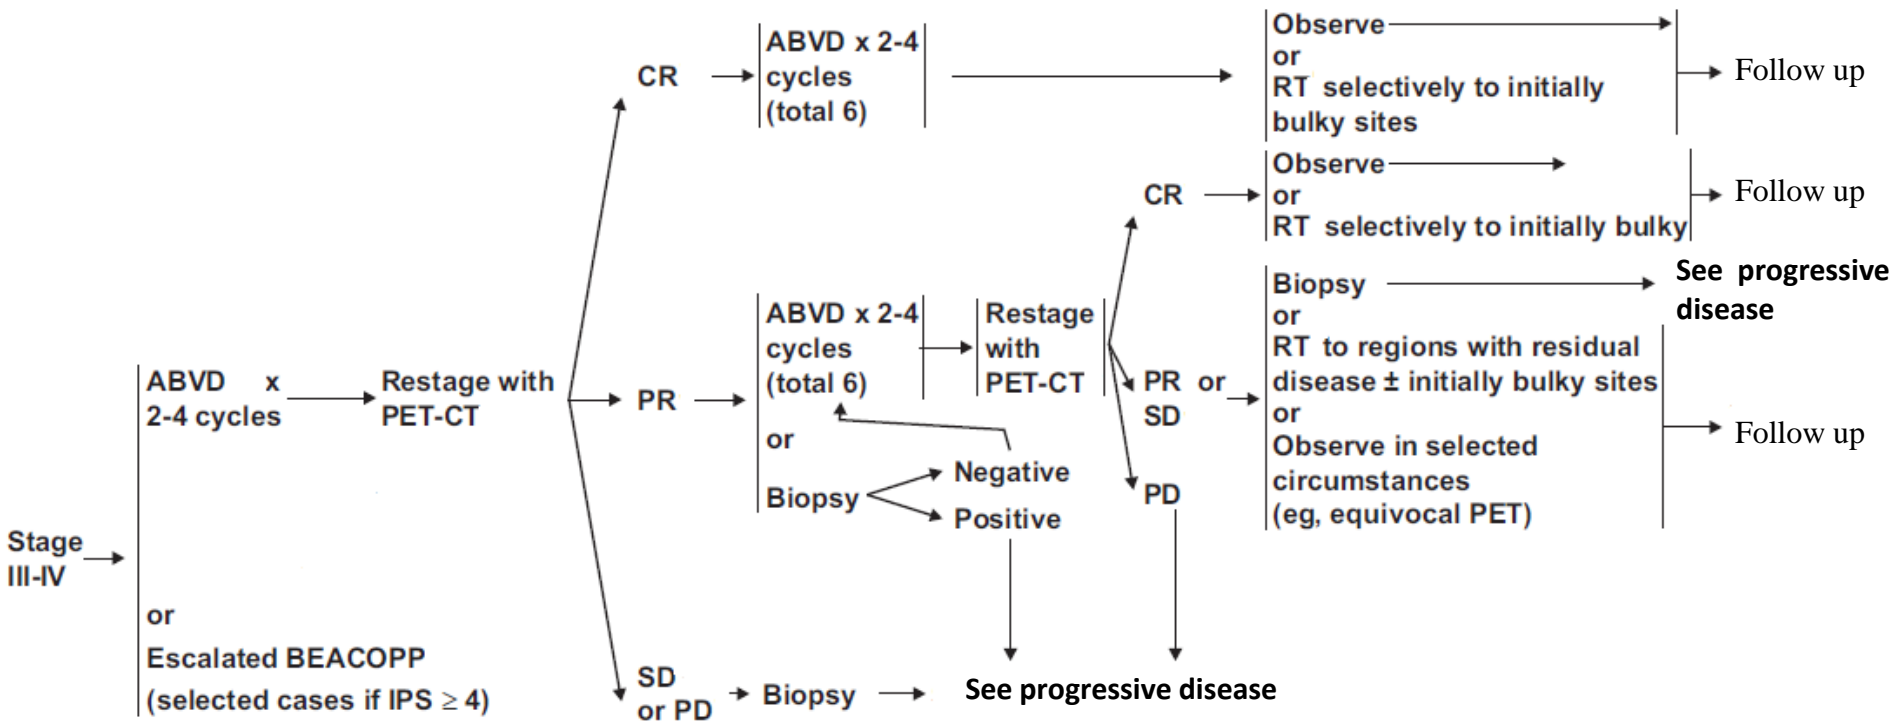 Stage
III-IV
ABVD x
2-4 cycles
or
Escalated BEACOPP
(selected cases if IPS ≥ 4)
Restage with
PET-CT
CR
ABVD x 2-4
cycles
(total 6)
Observe
or
RT selectively to initially
bulky sites
Follow up
PR
ABVD x 2-4
cycles
(total 6)
or
Biopsy
Negative
Positive
Restage
with
PET-CT
CR
Observe
or
RT selectively to initially bulky
Follow up
PR or
SD
Biopsy
or
RT to regions with residual
disease ± initially bulky sites
or
Observe in selected
circumstances
(eg, equivocal PET)
See progressive
disease
Follow up
PD
SD
or PD
Biopsy
See progressive disease